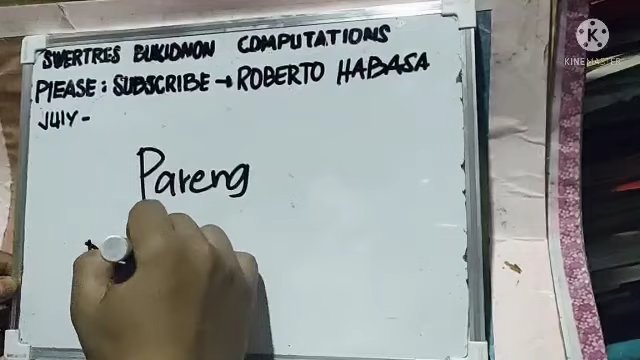 SWERTRES BUKIDNON COMPUTATIONS
PlEASE: SUBSCRIBE → ROBERTO HABASA
JUlY -
Pareng
KINEMASTER